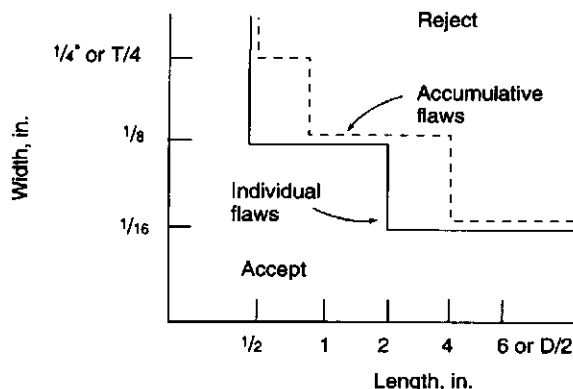 Reject
1/4" or T/4
Accumulative
flaws
1/8
Width, in.
Individual
flaws
1/16
Accept
1/2 1 2 4 6 or D/2
Length, in.